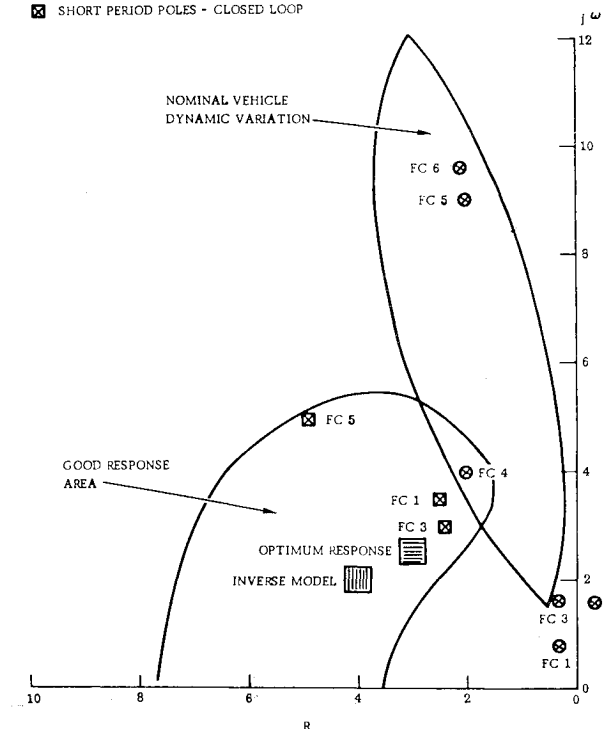 SHORT PERIOD POLES - CLOSED LOOP
jω
12
NOMINAL VEHICLE
DYNAMIC VARIATION
10
FC 6
FC 5
8
6
FC 5
GOOD RESPONSE
AREA
FC 4
4
FC 1
FC 3
OPTIMUM RESPONSE
INVERSE MODEL
2
FC 3
FC 1
0
10
8
6
4
2
0
R